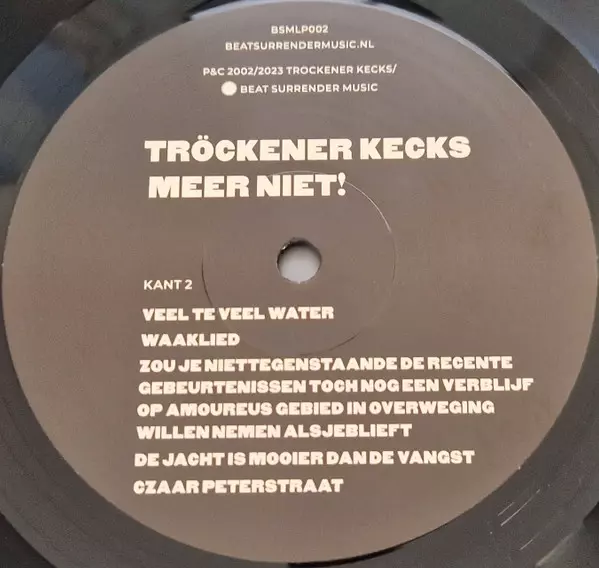 BSMLP002
BEATSURRENDERMUSIC.NL
P&C 2002/2023 TROCKENER KECKS/
BEAT SURRENDER MUSIC
TRÖCKENER KECKS
MEER NIET!
KANT 2
VEEL TE VEEL WATER
WAAKLIED
ZOU JE NIETTEGENSTAANDE DE RECENTE
GEBEURTENISSEN TOCH NOG EEN VERBLIJF
OP AMOUREUS GEBIED IN OVERWEGING
WILLEN NEMEN ALSJEBLIEFT
DE JACHT IS MOOIER DAN DE VANGST
CZAAR PETERSTRAAT